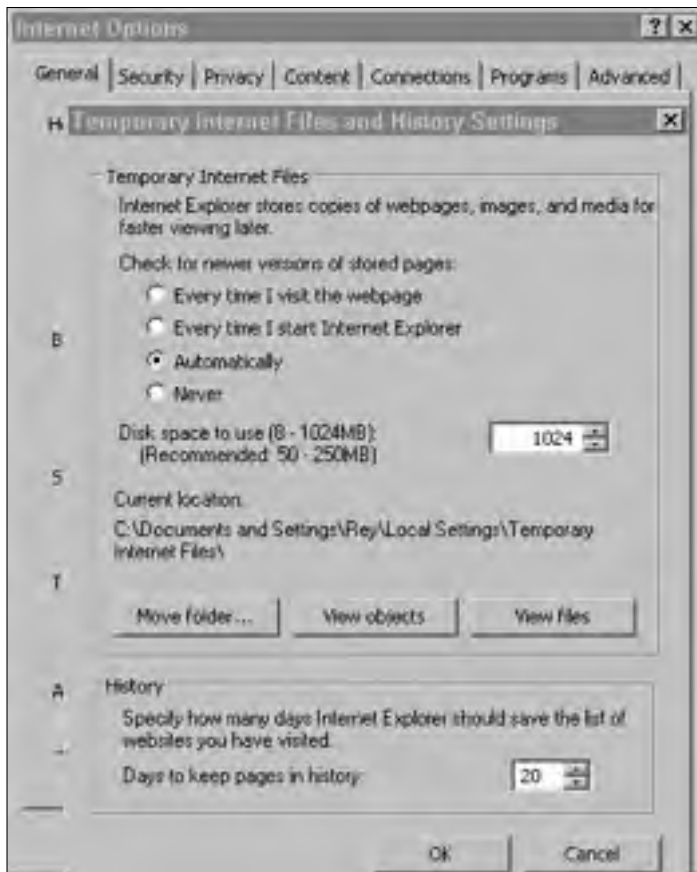 Internet Options
General Security Privacy Content Connections Programs Advanced
H
Temporary Internet Files and History Settings
Temporary Internet Files
Internet Explorer stores copies of webpages, images, and media for
faster viewing later.
Check for newer versions of stored pages:
Every time I visit the webpage
Every time I start Internet Explorer
B
Automatically
Never
Disk space to use (8 - 1024MB):
1024
(Recommended: 50 - 250MB)
S
Current location:
C:\Documents and Settings\Rey\Local Settings\Temporary
Internet Files\
T
Move folder... View objects View files
A
History
Specify how many days Internet Explorer should save the list of
websites you have visited.
Days to keep pages in history: 20
OK Cancel